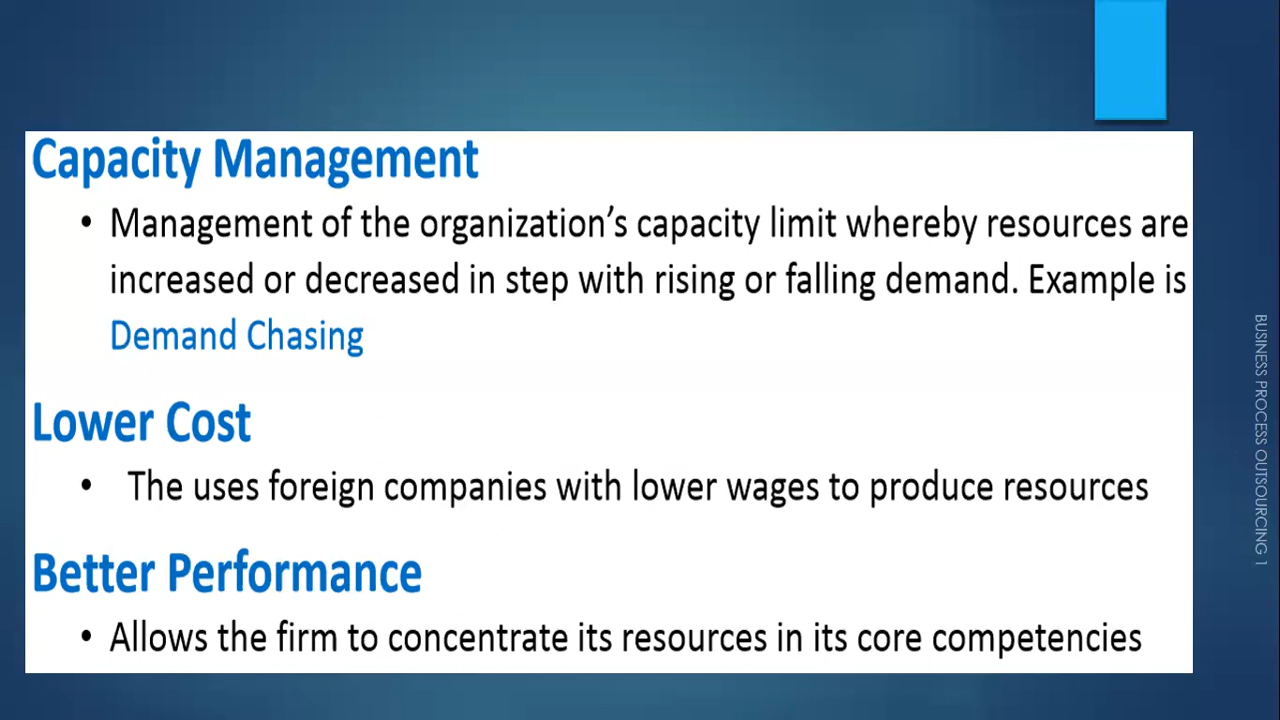 Capacity Management
• Management of the organization's capacity limit whereby resources are
increased or decreased in step with rising or falling demand. Example is
Demand Chasing
Lower Cost
• The uses foreign companies with lower wages to produce resources
Better Performance
• Allows the firm to concentrate its resources in its core competencies
BUSINESS PROCESS OUTSOURCING 1